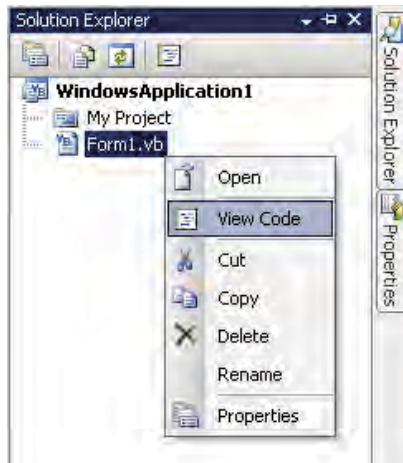 Solution Explorer
WindowsApplication1
My Project
Form1.vb
Open
View Code
Cut
Copy
Delete
Rename
Properties
Solution Explorer
Properties